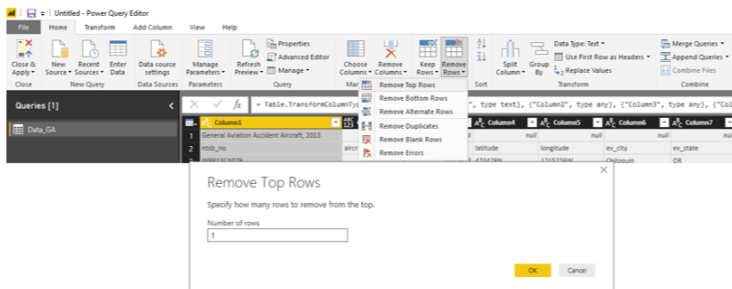 Untitled - Power Query Editor
File Home Transform Add Column View Help
Close & Apply
New Source
Recent Sources
Enter Data
Data source settings
Manage Parameters
Refresh Preview
Properties
Advanced Editor
Manage
Choose Columns
Remove Columns
Keep Rows
Remove Rows
Split Column
Group By
Data Type: Text
Use First Row as Headers
Replace Values
Merge Queries
Append Queries
Combine Files
Close New Query Data Sources Parameters Query Sort Transform Combine
Remove Top Rows
Remove Bottom Rows
Remove Alternate Rows
Remove Duplicates
Remove Blank Rows
Remove Errors
Queries [1]
Data_GA
fx = Table.TransformColumnTyp
", type text}, {"Column2", type any}, {"Column3", type any}, {"Col
Column1 ABC 123 Column4 Column5 Column6 Column7
1 General Aviation Accident Aircraft, 2013 null null null null
2 ntsb_no aircr latitude longitude ev_city ev_state
Chiloquin OR
Remove Top Rows
Specify how many rows to remove from the top.
Number of rows
1
OK Cancel